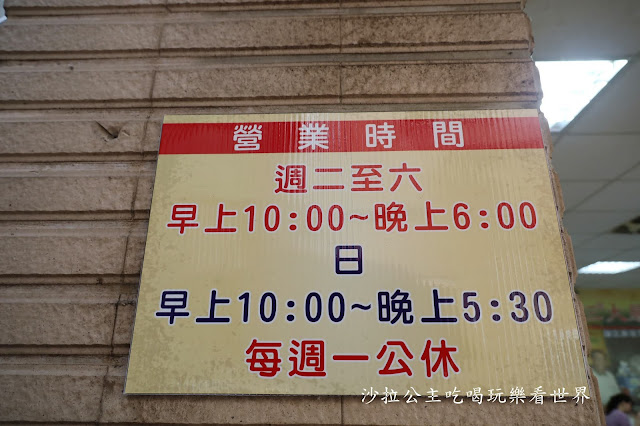 營業時間
週二至六
早上10:00~晚上6:00
日
早上10:00~晚上5:30
每週一公休
沙拉公主吃喝玩樂看世界